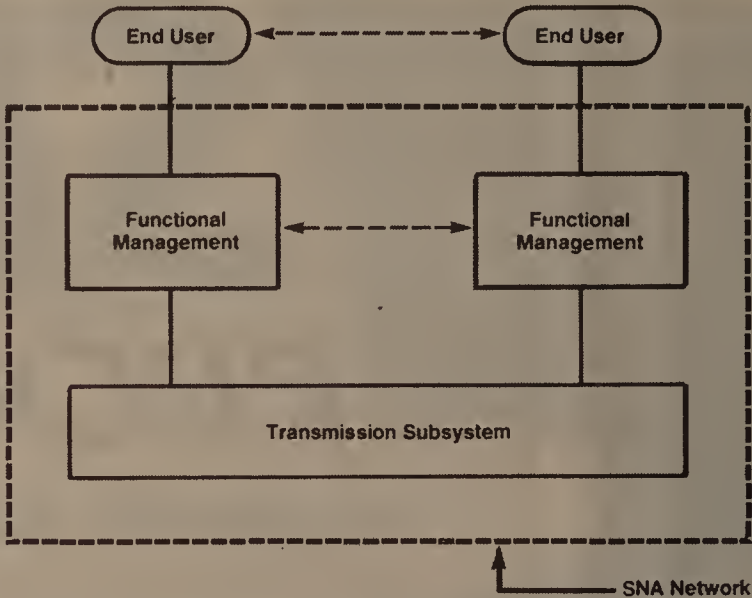 End User
End User
Functional
Management
Functional
Management
Transmission Subsystem
SNA Network